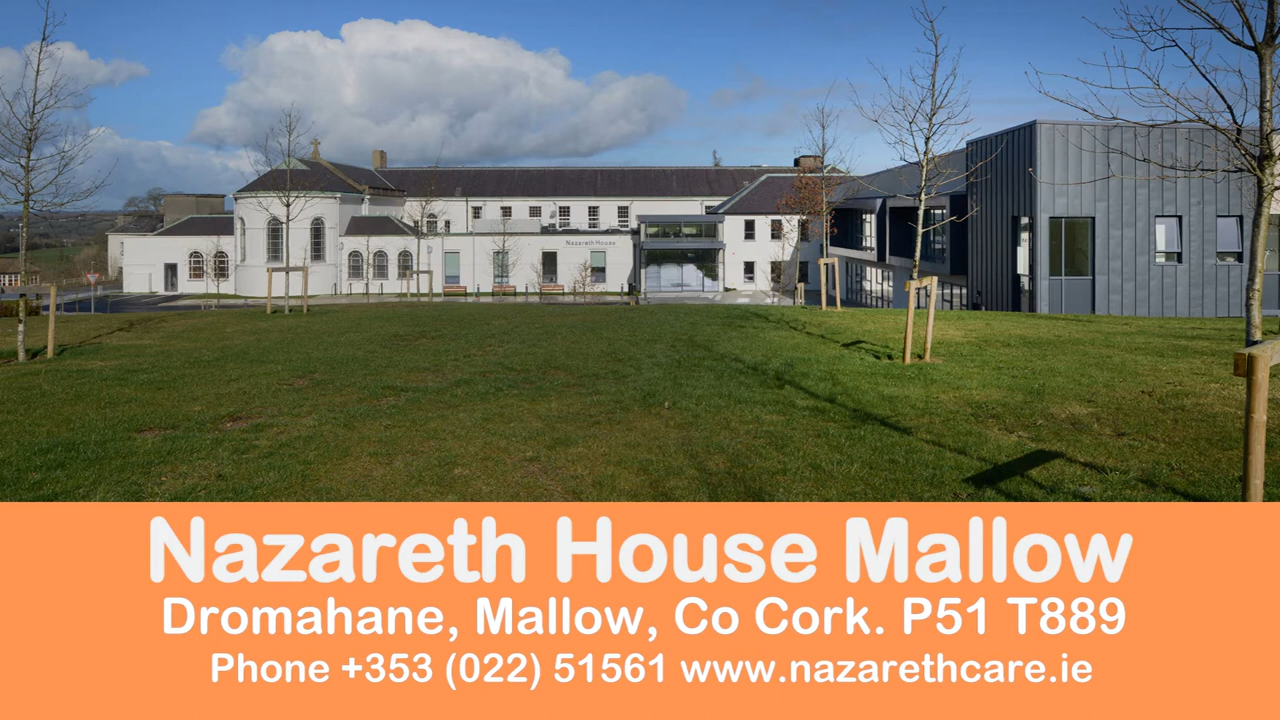 Nazareth House
Nazareth House Mallow
Dromahane, Mallow, Co Cork. P51 T889
Phone +353 (022) 51561 www.nazarethcare.ie